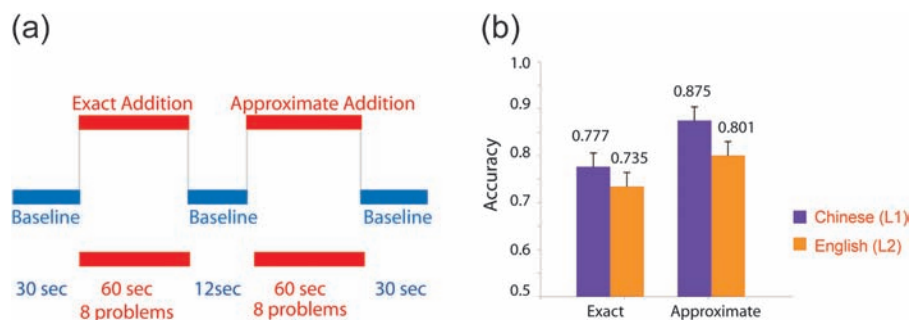 (a)
Exact Addition
Approximate Addition
Baseline
Baseline
Baseline
30 sec
60 sec
8 problems
12sec
60 sec
8 problems
30 sec
(b)
Accuracy
1.0
0.9
0.8
0.7
0.6
0.5
0.777
0.735
0.875
0.801
Exact
Approximate
Chinese (L1)
English (L2)